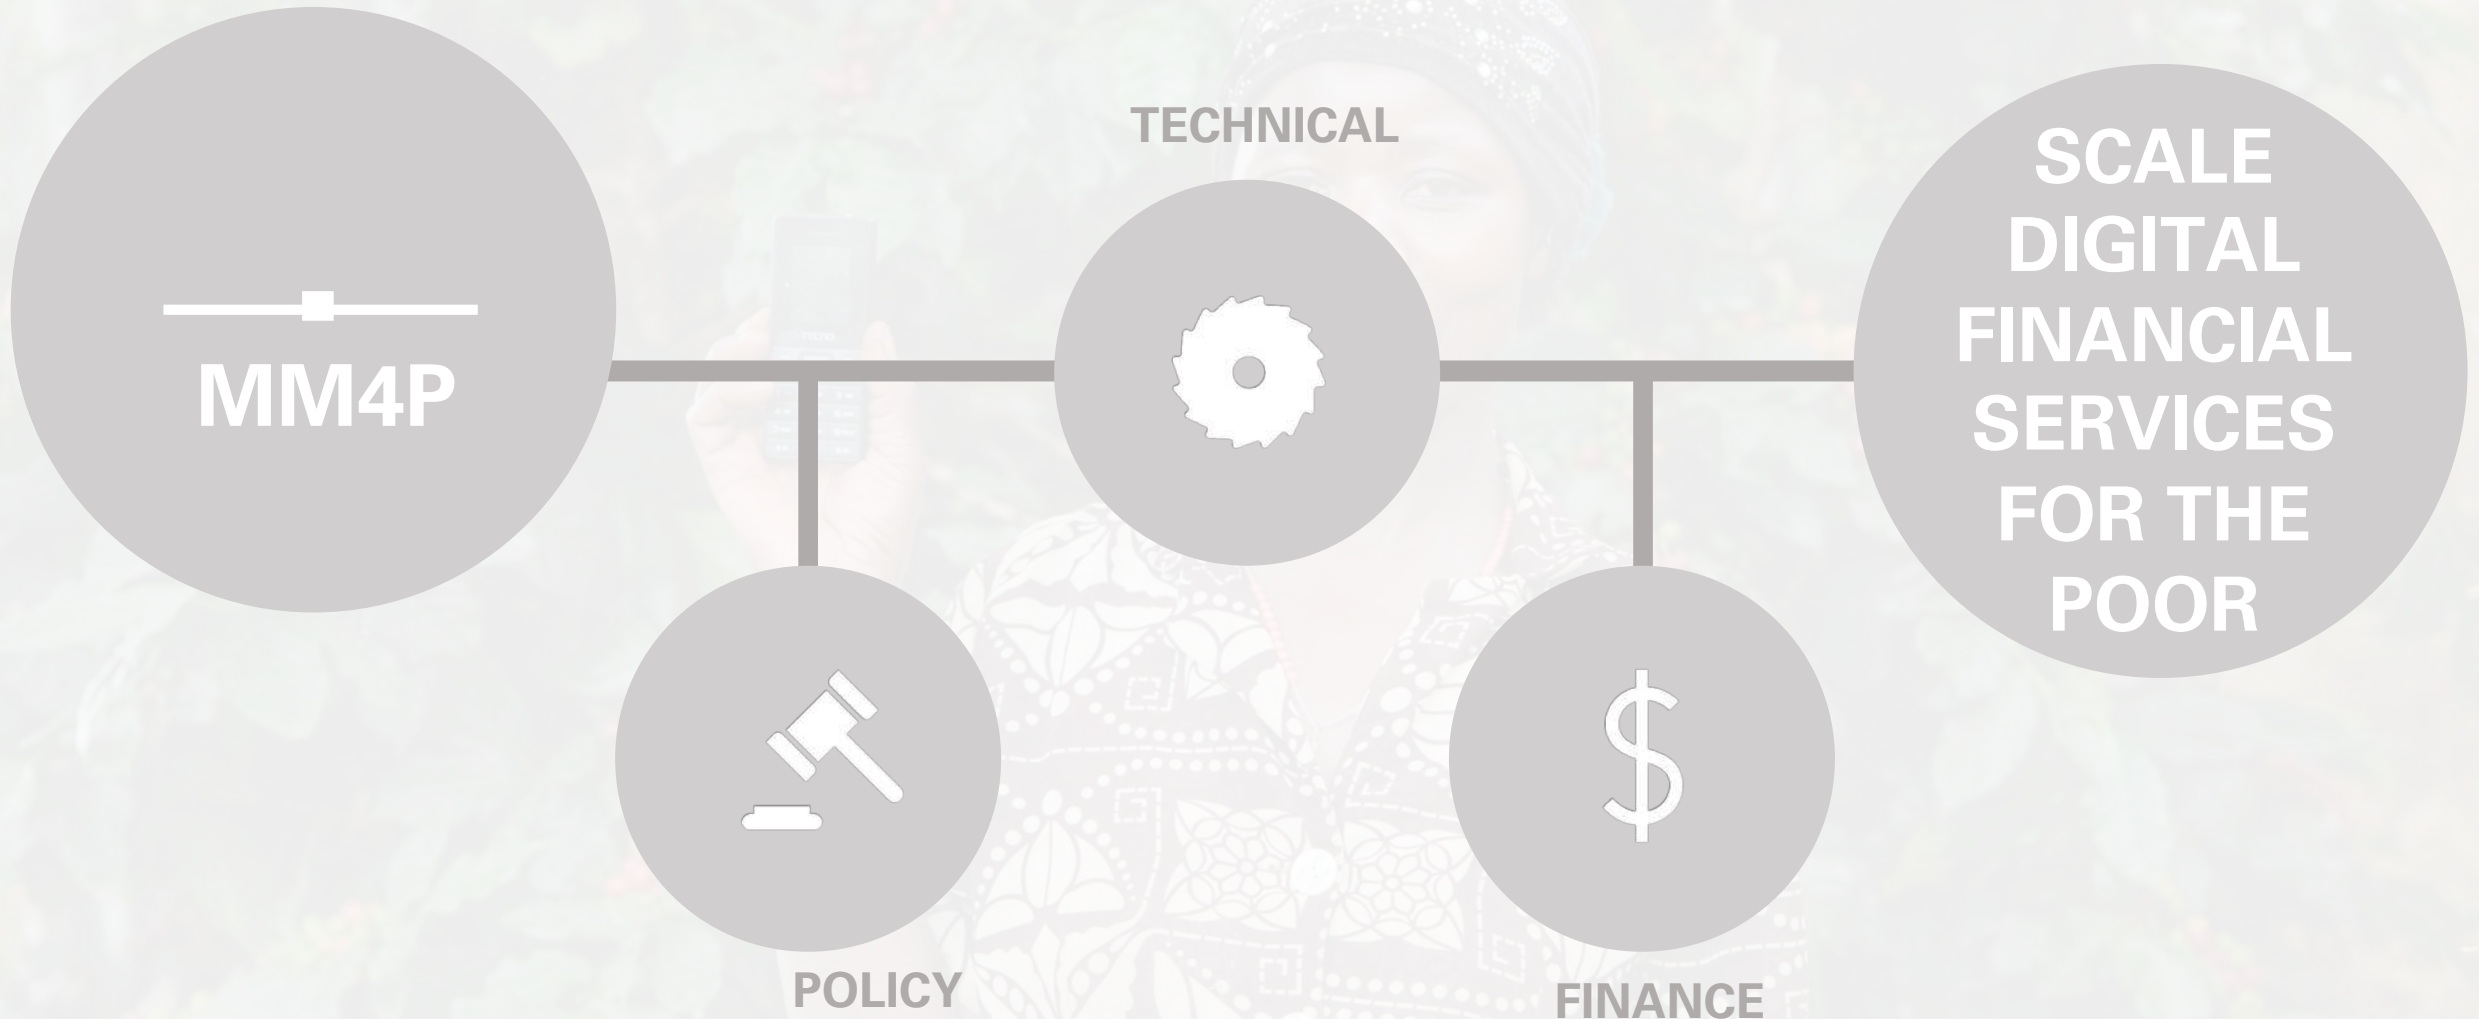 TECHNICAL
MM4P
SCALE
DIGITAL
FINANCIAL
SERVICES
FOR THE
POOR
POLICY
FINANCE